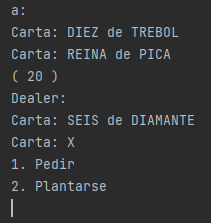 a:
Carta: DIEZ de TREBOL
Carta: REINA de PICA
( 20 )
Dealer:
Carta: SEIS de DIAMANTE
Carta: X
1. Pedir
2. Plantarse